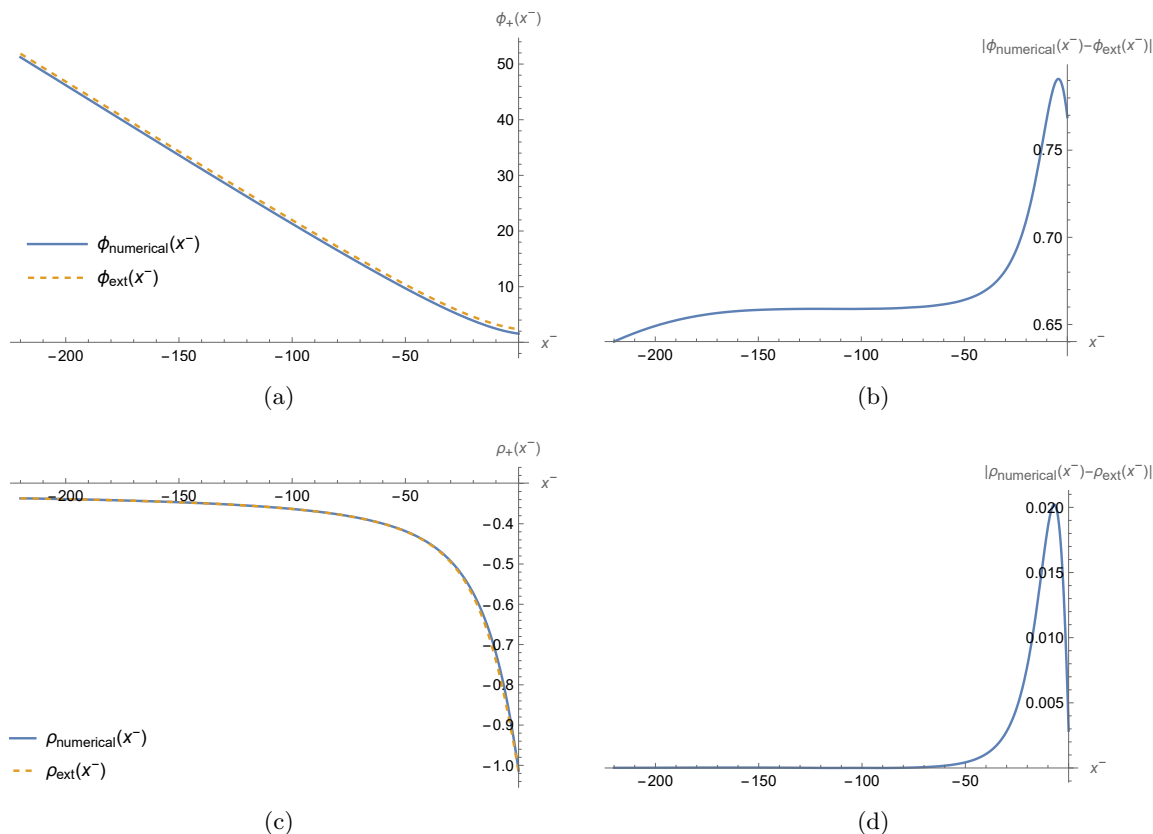 ϕ₊(x⁻)
50
40
30
20
10
−200 −150 −100 −50 x⁻
ϕnumerical(x⁻)
ϕext(x⁻)
(a)
|ϕnumerical(x⁻)−ϕext(x⁻)|
0.75
0.70
0.65
−200 −150 −100 −50 x⁻
(b)
ρ₊(x⁻)
−200 −150 −100 −50 x⁻
−0.4
−0.5
−0.6
−0.7
−0.8
−0.9
−1.0
ρnumerical(x⁻)
ρext(x⁻)
(c)
|ρnumerical(x⁻)−ρext(x⁻)|
0.020
0.015
0.010
0.005
−200 −150 −100 −50 x⁻
(d)